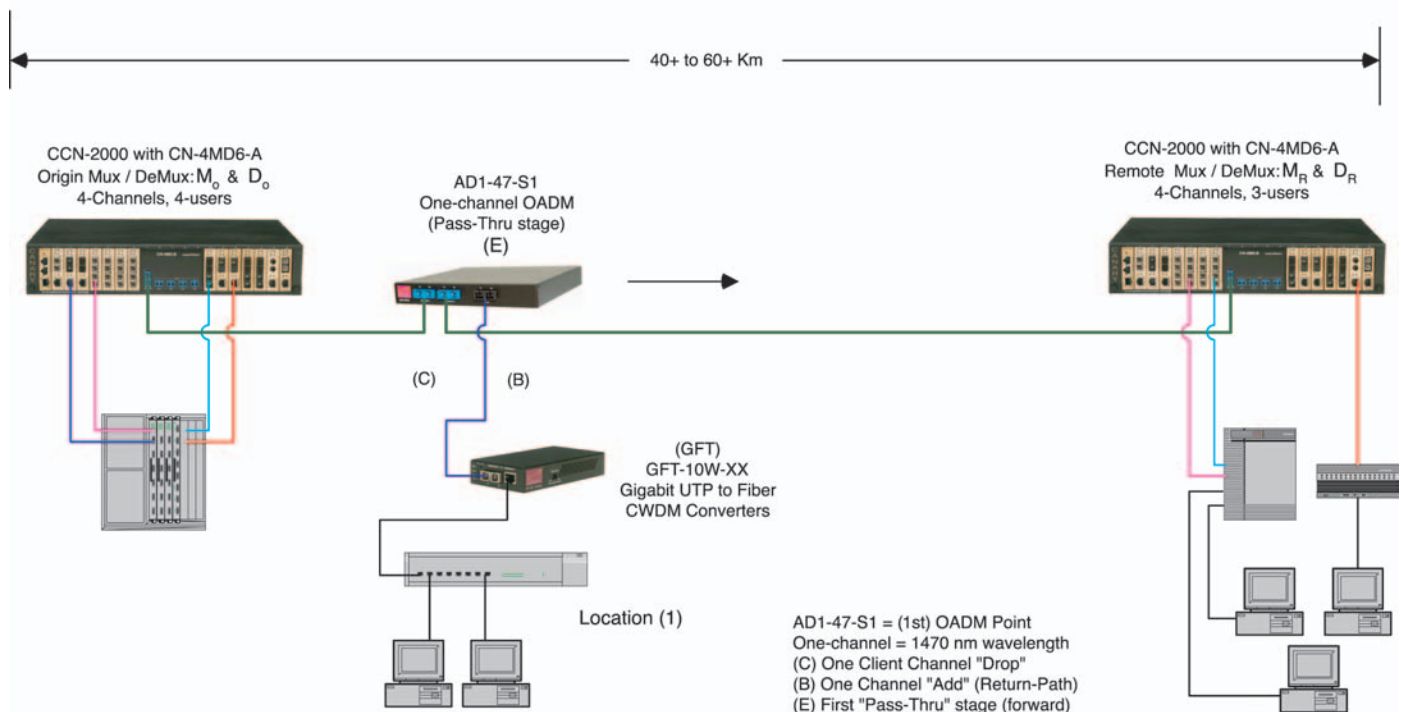 40+ to 60+ Km
CCN-2000 with CN-4MD6-A
Origin Mux / DeMux: Mo & Do
4-Channels, 4-users
AD1-47-S1
One-channel OADM
(Pass-Thru stage)
(E)
CCN-2000 with CN-4MD6-A
Remote Mux / DeMux: MR & DR
4-Channels, 3-users
(C)
(B)
(GFT)
GFT-10W-XX
Gigabit UTP to Fiber
CWDM Converters
Location (1)
AD1-47-S1 = (1st) OADM Point
One-channel = 1470 nm wavelength
(C) One Client Channel "Drop"
(B) One Channel "Add" (Return-Path)
(E) First "Pass-Thru" stage (forward)